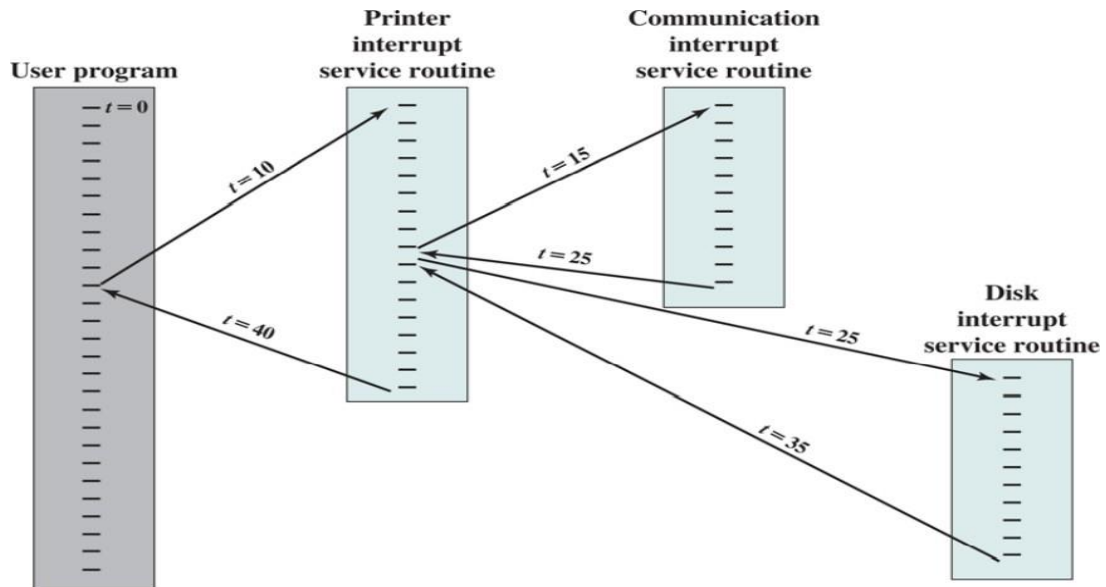 User program
t = 0
Printer
interrupt
service routine
Communication
interrupt
service routine
t = 10
t = 15
t = 25
t = 40
t = 25
Disk
interrupt
service routine
t = 35